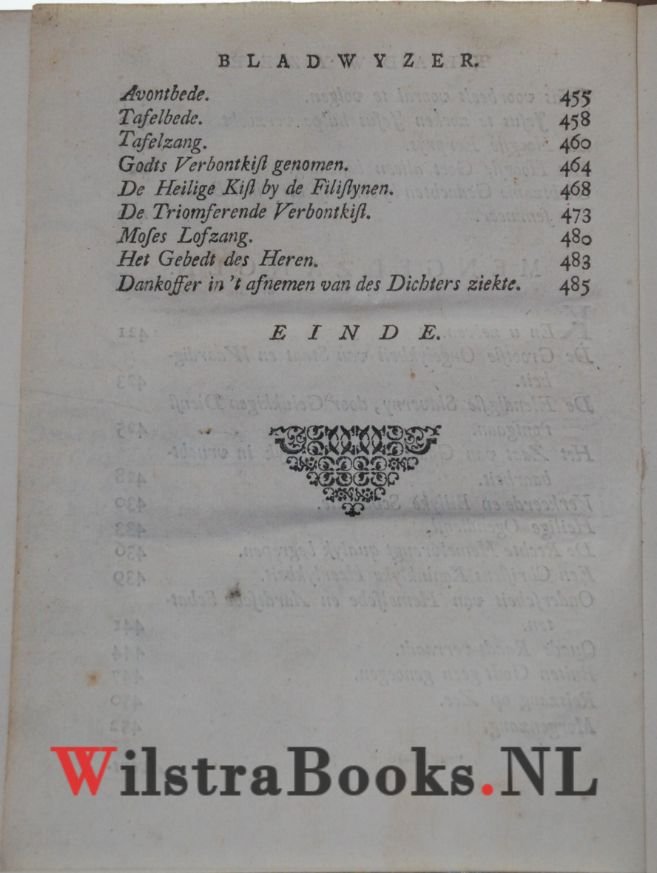 BLADWYZER.
Avontbede. 455
Tafelbede. 458
Tafelzang. 460
Godts Verbontkiſt genomen. 464
De Heilige Kiſt by de Filiſtynen. 468
De Triomferende Verbontkiſt. 473
Moſes Lofzang. 480
Het Gebedt des Heren. 483
Dankoffer in 't afnemen van des Dichters ziekte. 485
EINDE.
WilstraBooks.NL